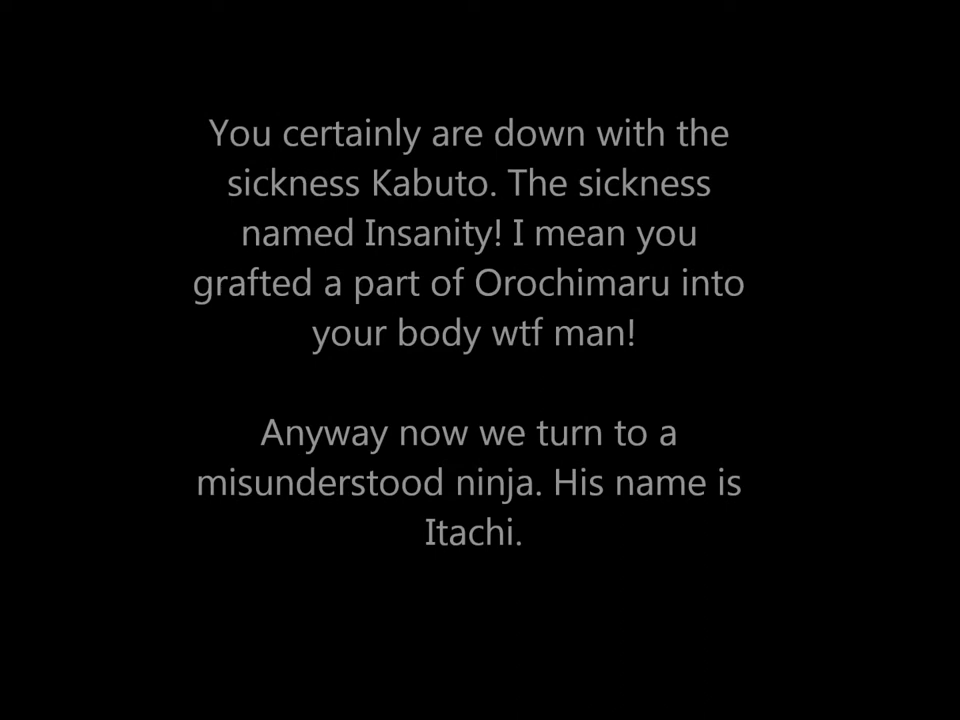 You certainly are down with the
sickness Kabuto. The sickness
named Insanity! I mean you
grafted a part of Orochimaru into
your body wtf man!
Anyway now we turn to a
misunderstood ninja. His name is
Itachi.